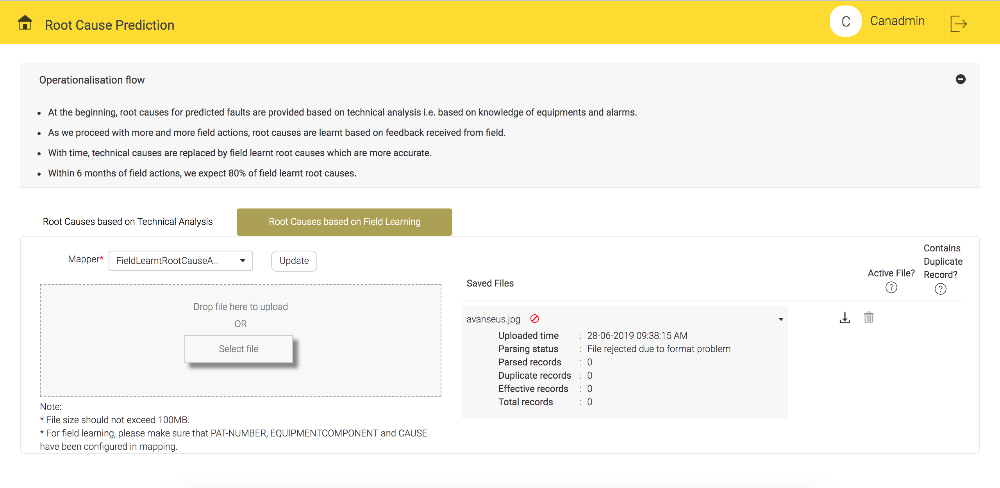 Root Cause Prediction
C
Canadmin
Operationalisation flow
At the beginning, root causes for predicted faults are provided based on technical analysis i.e. based on knowledge of equipments and alarms.
As we proceed with more and more field actions, root causes are learnt based on feedback received from field.
With time, technical causes are replaced by field learnt root causes which are more accurate.
Within 6 months of field actions, we expect 80% of field learnt root causes.
Root Causes based on Technical Analysis
Root Causes based on Field Learning
Mapper*
FieldLearntRootCauseA...
Update
Drop file here to upload
OR
Select file
Note:
* File size should not exceed 100MB.
* For field learning, please make sure that PAT-NUMBER, EQUIPMENTCOMPONENT and CAUSE
have been configured in mapping.
Saved Files
Active File?
?
Contains
Duplicate
Record?
?
avanseus.jpg
Uploaded time : 28-06-2019 09:38:15 AM
Parsing status : File rejected due to format problem
Parsed records : 0
Duplicate records : 0
Effective records : 0
Total records : 0